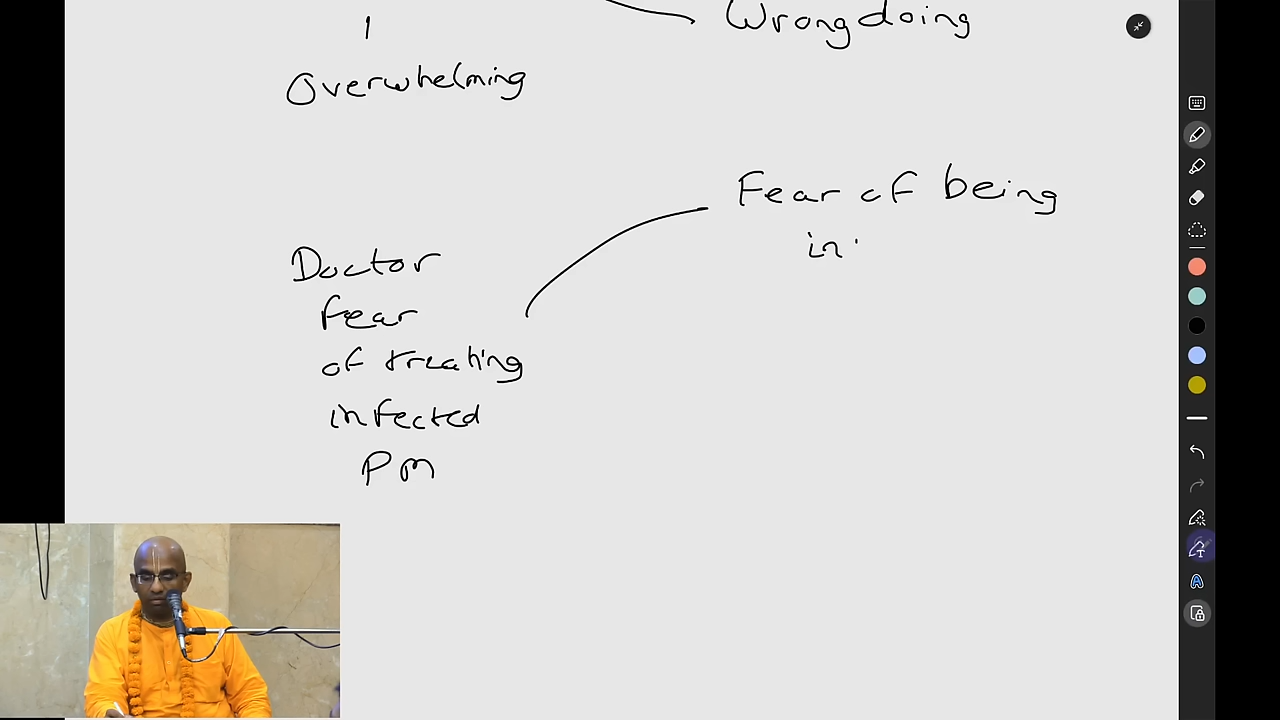 Wrongdoing
Overwhelming
Fear of being
in
Doctor
fear
of treating
infected
PM